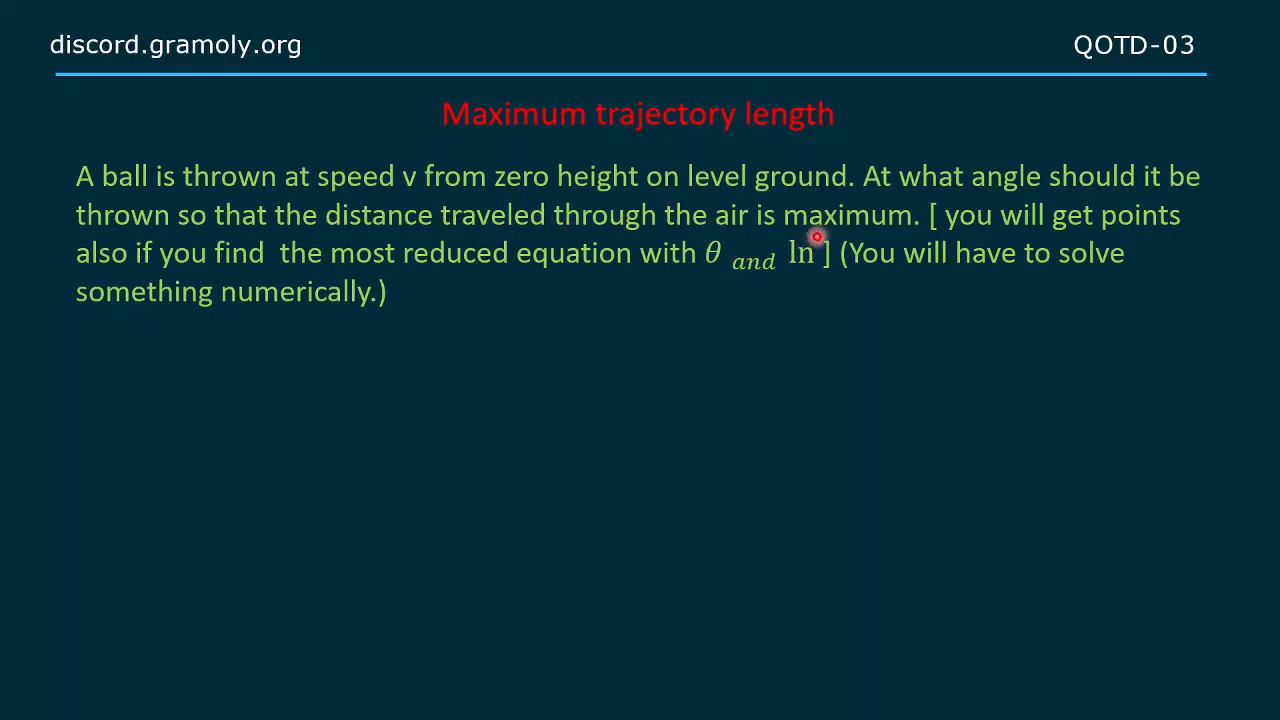 discord.gramoly.org
QOTD-03
Maximum trajectory length
A ball is thrown at speed v from zero height on level ground. At what angle should it be
thrown so that the distance traveled through the air is maximum. [ you will get points
also if you find  the most reduced equation with θ and ln ] (You will have to solve
something numerically.)